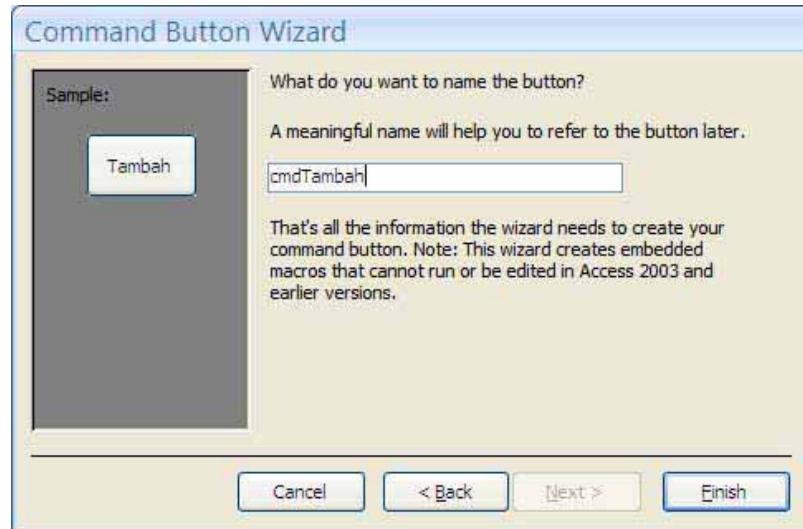 Command Button Wizard
Sample:
Tambah
What do you want to name the button?
A meaningful name will help you to refer to the button later.
cmdTambah
That's all the information the wizard needs to create your
command button. Note: This wizard creates embedded
macros that cannot run or be edited in Access 2003 and
earlier versions.
Cancel
< Back
Next >
Finish